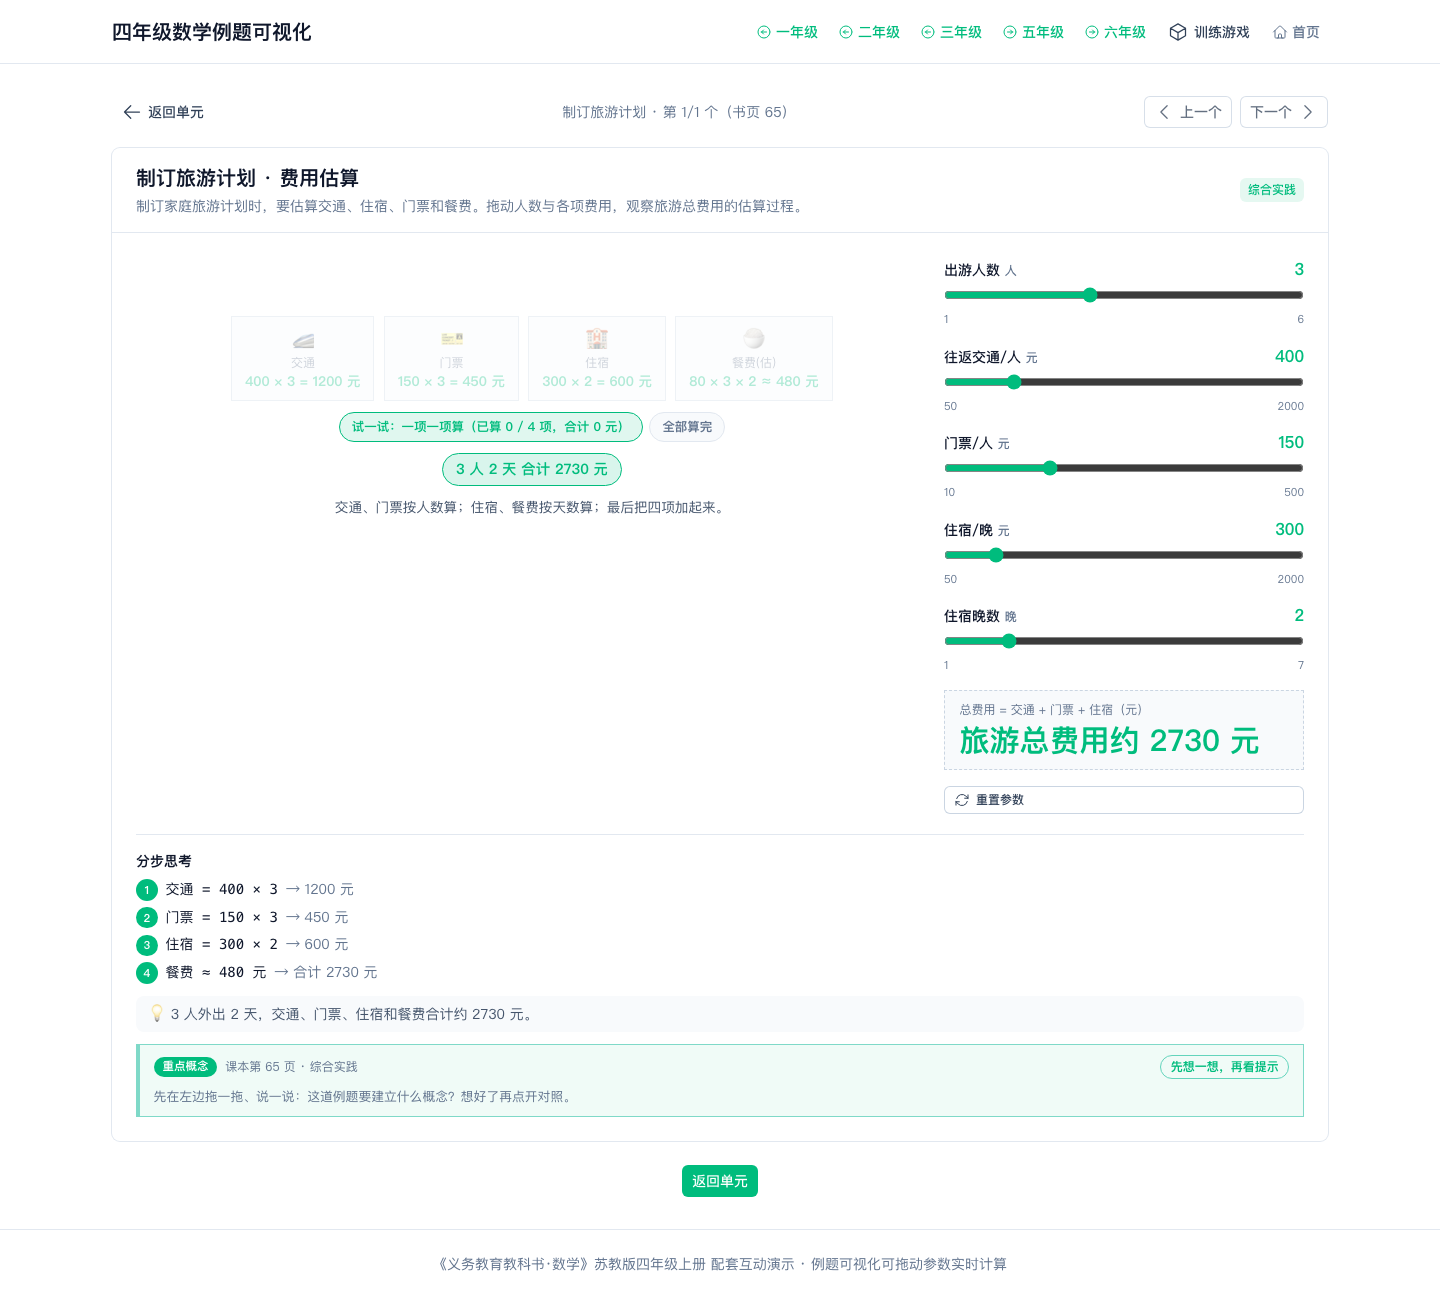 四年级数学例题可视化
一年级
二年级
三年级
五年级
六年级
训练游戏
首页
返回单元
制订旅游计划 · 第 1/1 个（书页 65）
上一个
下一个
制订旅游计划 · 费用估算
制订家庭旅游计划时，要估算交通、住宿、门票和餐费。拖动人数与各项费用，观察旅游总费用的估算过程。
综合实践
交通
400 × 3 = 1200 元
门票
150 × 3 = 450 元
住宿
300 × 2 = 600 元
餐费(估)
80 × 3 × 2 ≈ 480 元
试一试：一项一项算（已算 0 / 4 项，合计 0 元）
全部算完
3 人 2 天 合计 2730 元
交通、门票按人数算；住宿、餐费按天数算；最后把四项加起来。
出游人数 人
3
1
6
往返交通/人 元
400
50
2000
门票/人 元
150
10
500
住宿/晚 元
300
50
2000
住宿晚数 晚
2
1
7
总费用 = 交通 + 门票 + 住宿（元）
旅游总费用约 2730 元
重置参数
分步思考
1 交通 = 400 × 3 → 1200 元
2 门票 = 150 × 3 → 450 元
3 住宿 = 300 × 2 → 600 元
4 餐费 ≈ 480 元 → 合计 2730 元
3 人外出 2 天，交通、门票、住宿和餐费合计约 2730 元。
重点概念 课本第 65 页 · 综合实践
先想一想，再看提示
先在左边拖一拖、说一说：这道例题要建立什么概念？想好了再点开对照。
返回单元
《义务教育教科书·数学》苏教版四年级上册 配套互动演示 · 例题可视化可拖动参数实时计算